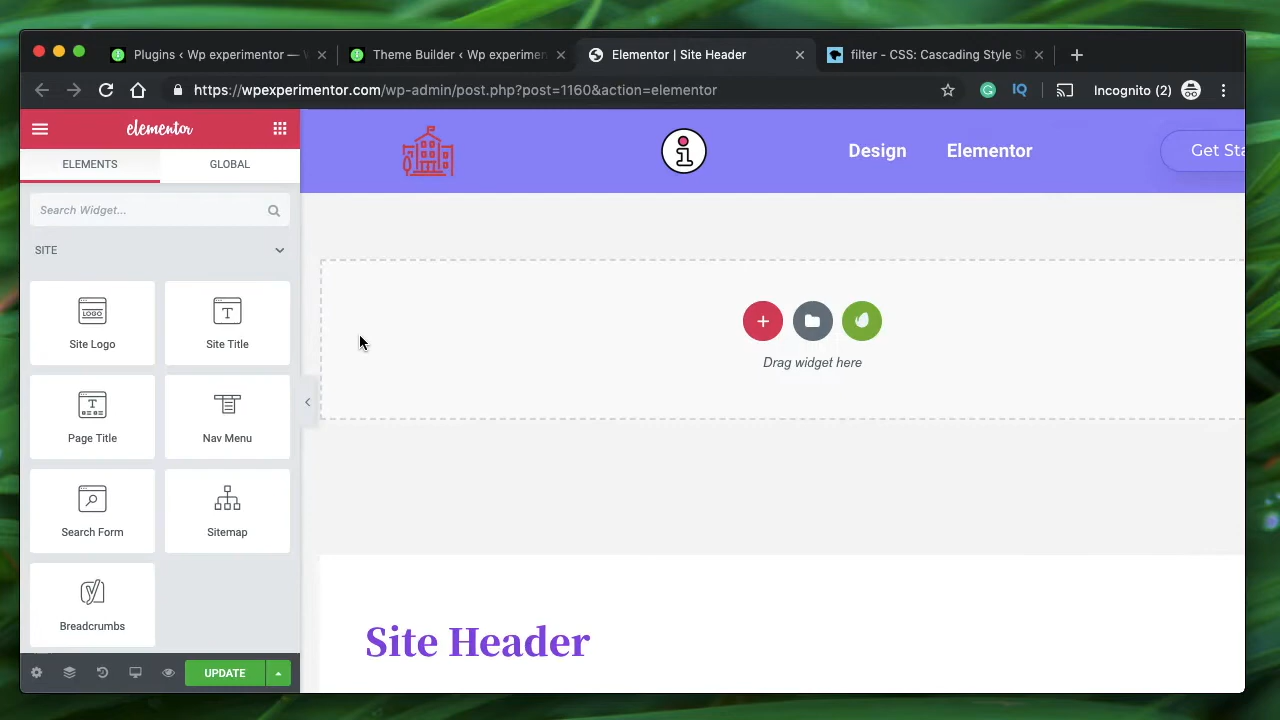 Plugins ‹ Wp experimentor —
Theme Builder ‹ Wp experimen
Elementor | Site Header
filter - CSS: Cascading Style S
https://wpexperimentor.com/wp-admin/post.php?post=1160&action=elementor
IQ
Incognito (2)
elementor
ELEMENTS
GLOBAL
Search Widget...
SITE
LOGO
Site Logo
T
Site Title
T
Page Title
Nav Menu
Search Form
Sitemap
Breadcrumbs
UPDATE
i
Design
Elementor
Get Sta
Drag widget here
Site Header